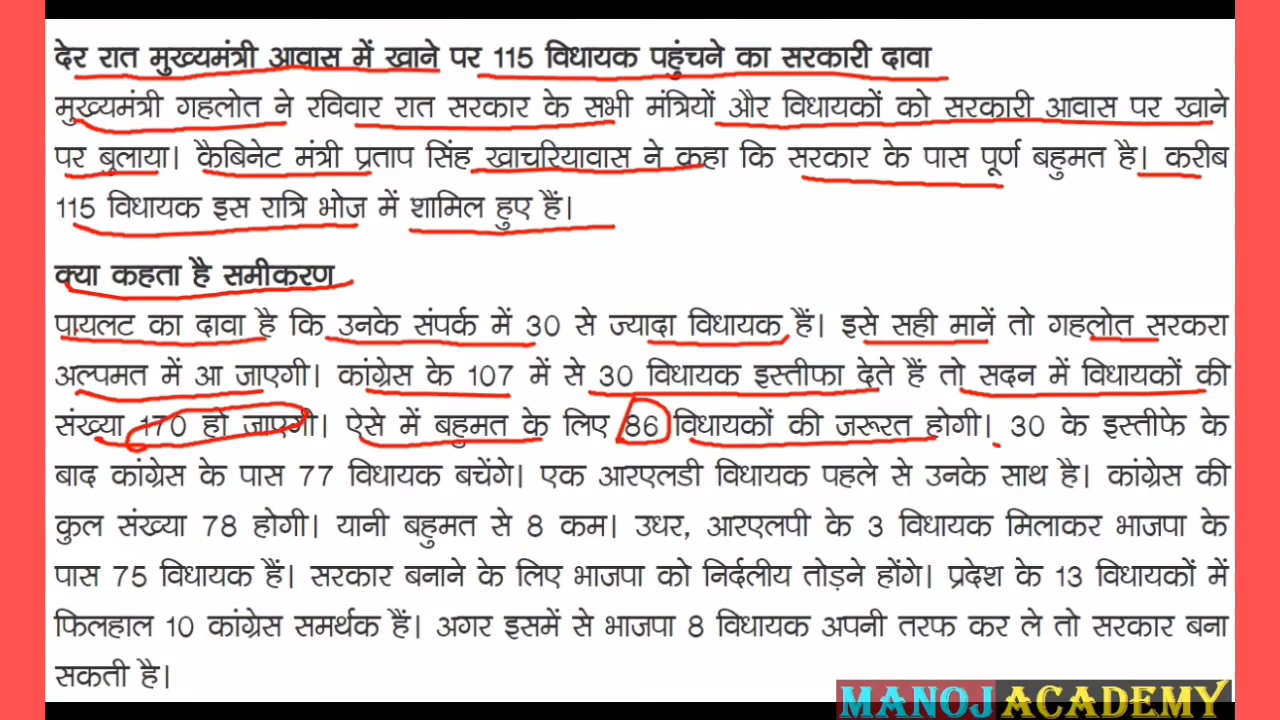 देर रात मुख्यमंत्री आवास में खाने पर 115 विधायक पहुंचने का सरकारी दावा
मुख्यमंत्री गहलोत ने रविवार रात सरकार के सभी मंत्रियों और विधायकों को सरकारी आवास पर खाने
पर बुलाया। कैबिनेट मंत्री प्रताप सिंह खाचरियावास ने कहा कि सरकार के पास पूर्ण बहुमत है। करीब
115 विधायक इस रात्रि भोज में शामिल हुए हैं।
क्या कहता है समीकरण
पायलट का दावा है कि उनके संपर्क में 30 से ज्यादा विधायक हैं। इसे सही मानें तो गहलोत सरकरा
अल्पमत में आ जाएगी। कांग्रेस के 107 में से 30 विधायक इस्तीफा देते हैं तो सदन में विधायकों की
संख्या 170 हो जाएगी। ऐसे में बहुमत के लिए 86 विधायकों की जरूरत होगी। 30 के इस्तीफे के
बाद कांग्रेस के पास 77 विधायक बचेंगे। एक आरएलडी विधायक पहले से उनके साथ है। कांग्रेस की
कुल संख्या 78 होगी। यानी बहुमत से 8 कम। उधर, आरएलपी के 3 विधायक मिलाकर भाजपा के
पास 75 विधायक हैं। सरकार बनाने के लिए भाजपा को निर्दलीय तोड़ने होंगे। प्रदेश के 13 विधायकों में
फिलहाल 10 कांग्रेस समर्थक हैं। अगर इसमें से भाजपा 8 विधायक अपनी तरफ कर ले तो सरकार बना
सकती है।
MANOJ ACADEMY